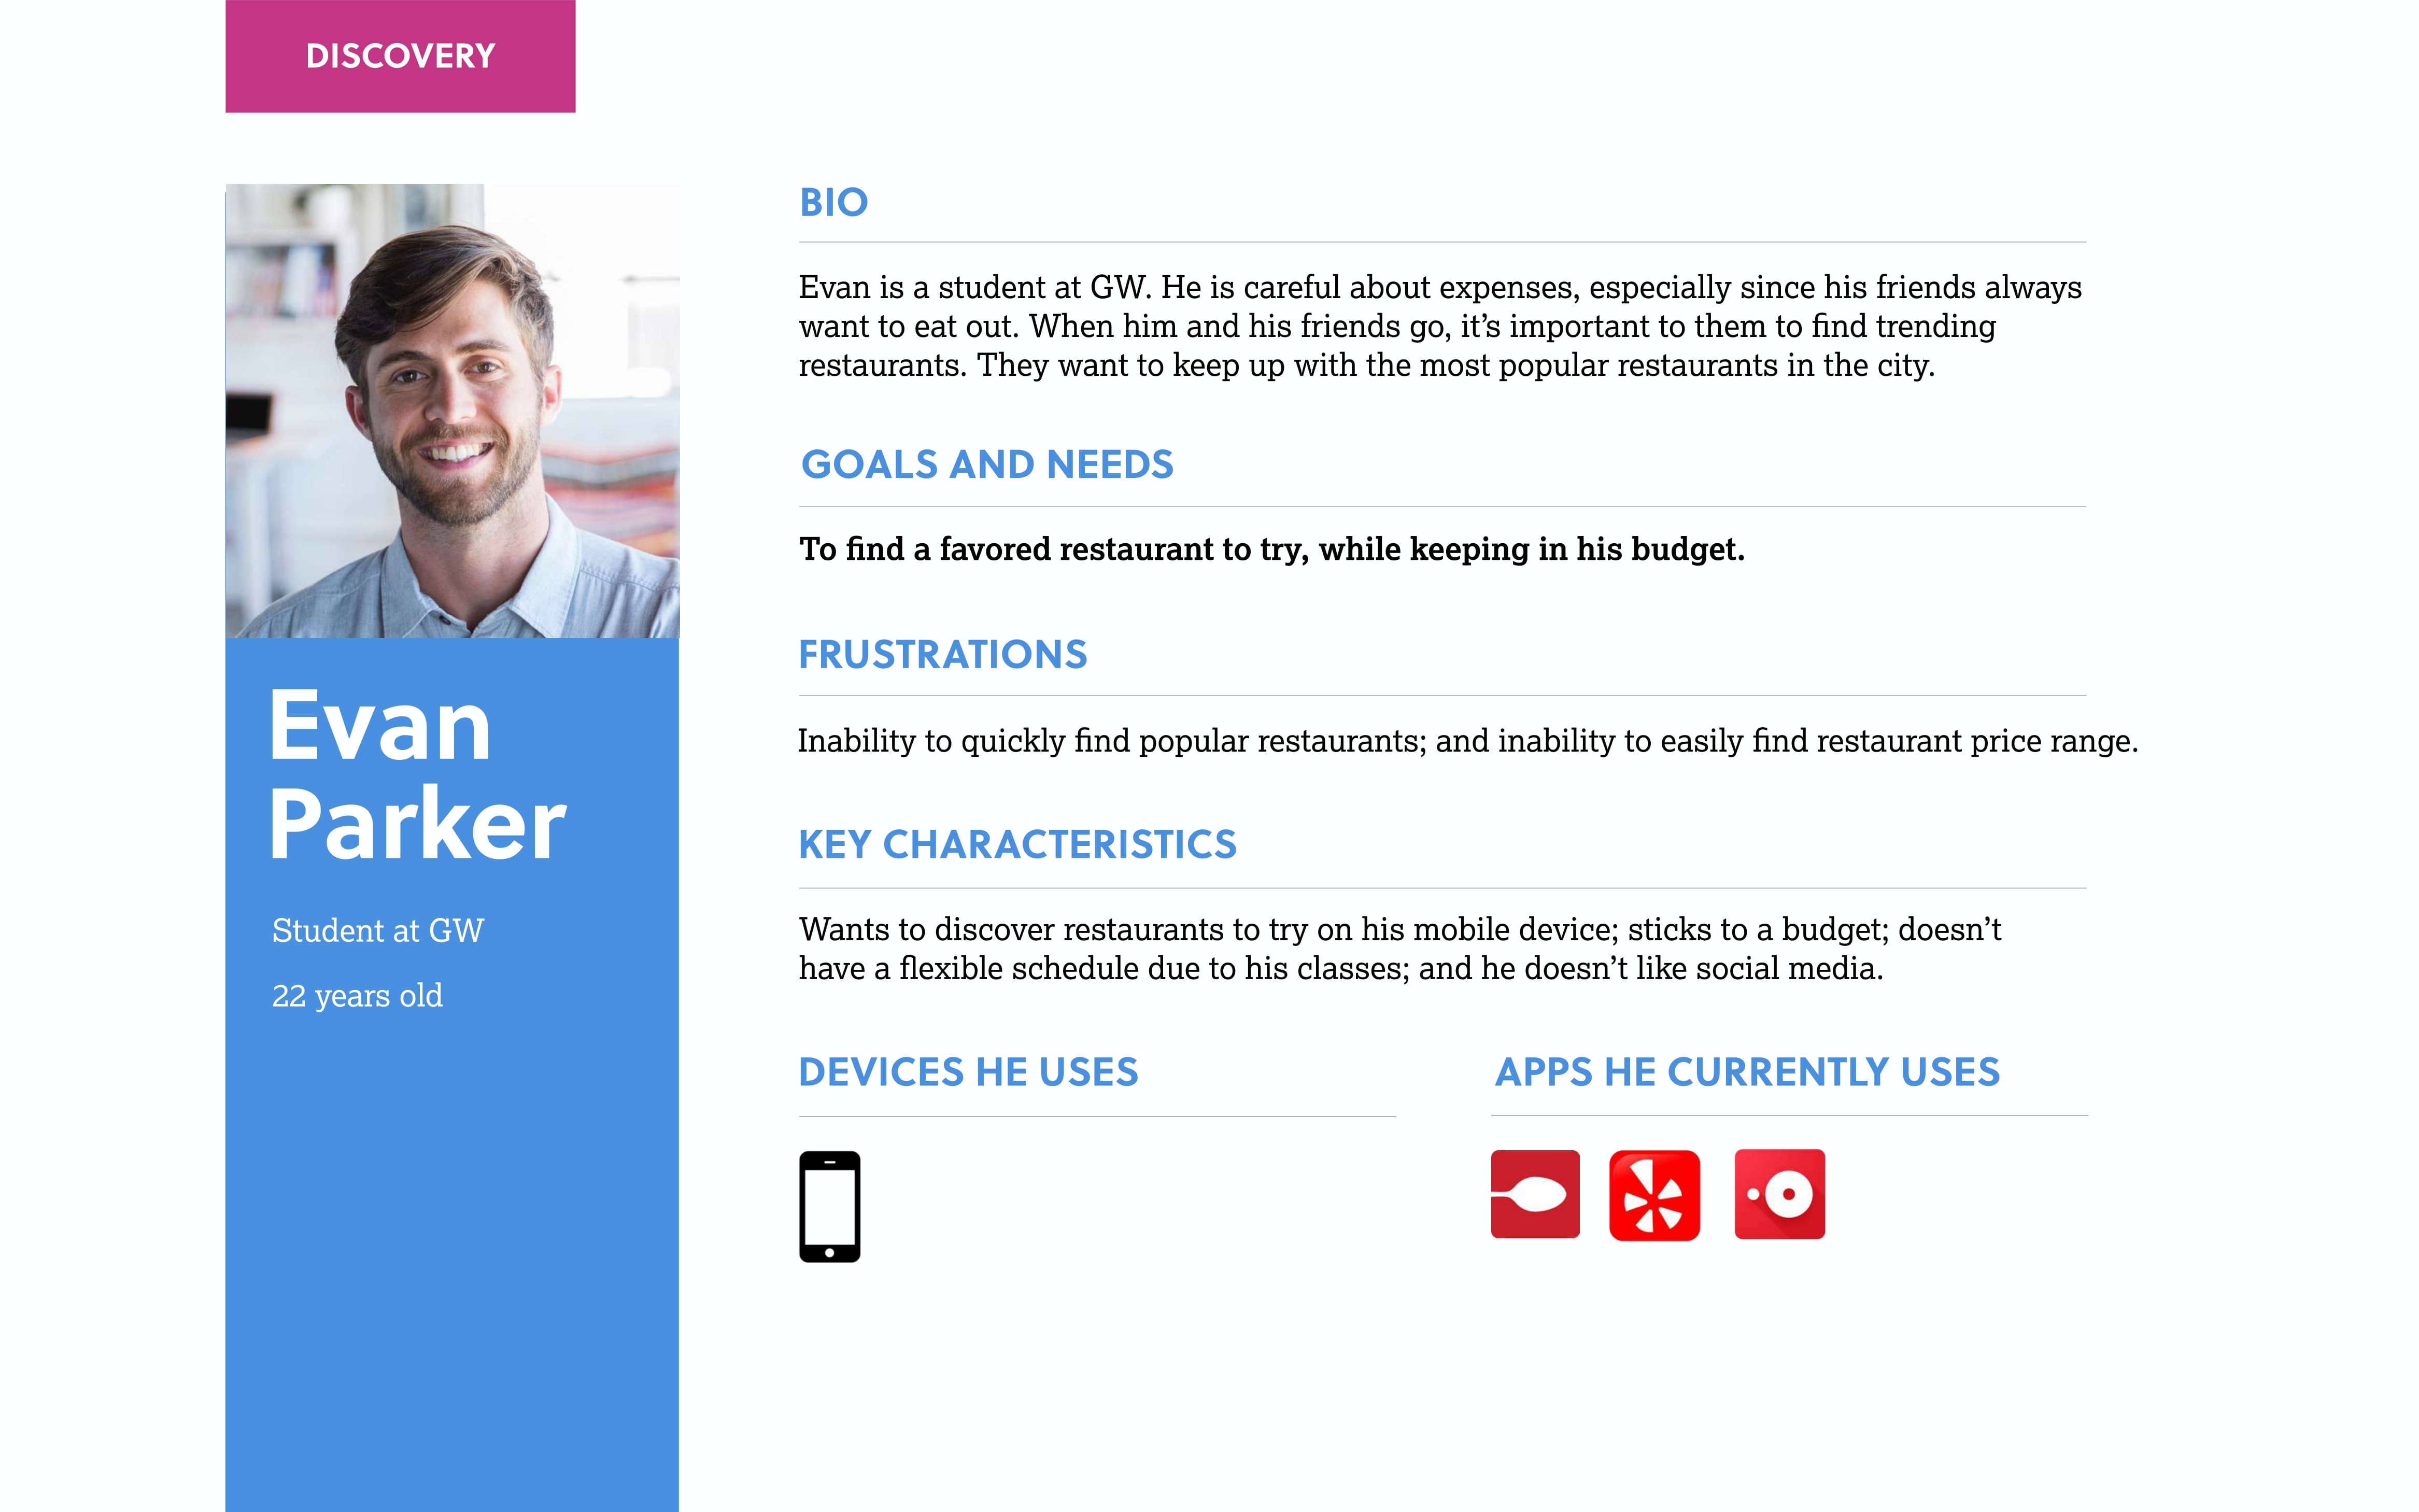 DISCOVERY
Evan
Parker
Student at GW
22 years old
BIO
Evan is a student at GW. He is careful about expenses, especially since his friends always
want to eat out. When him and his friends go, it’s important to them to find trending
restaurants. They want to keep up with the most popular restaurants in the city.
GOALS AND NEEDS
To find a favored restaurant to try, while keeping in his budget.
FRUSTRATIONS
Inability to quickly find popular restaurants; and inability to easily find restaurant price range.
KEY CHARACTERISTICS
Wants to discover restaurants to try on his mobile device; sticks to a budget; doesn’t
have a flexible schedule due to his classes; and he doesn’t like social media.
DEVICES HE USES
APPS HE CURRENTLY USES